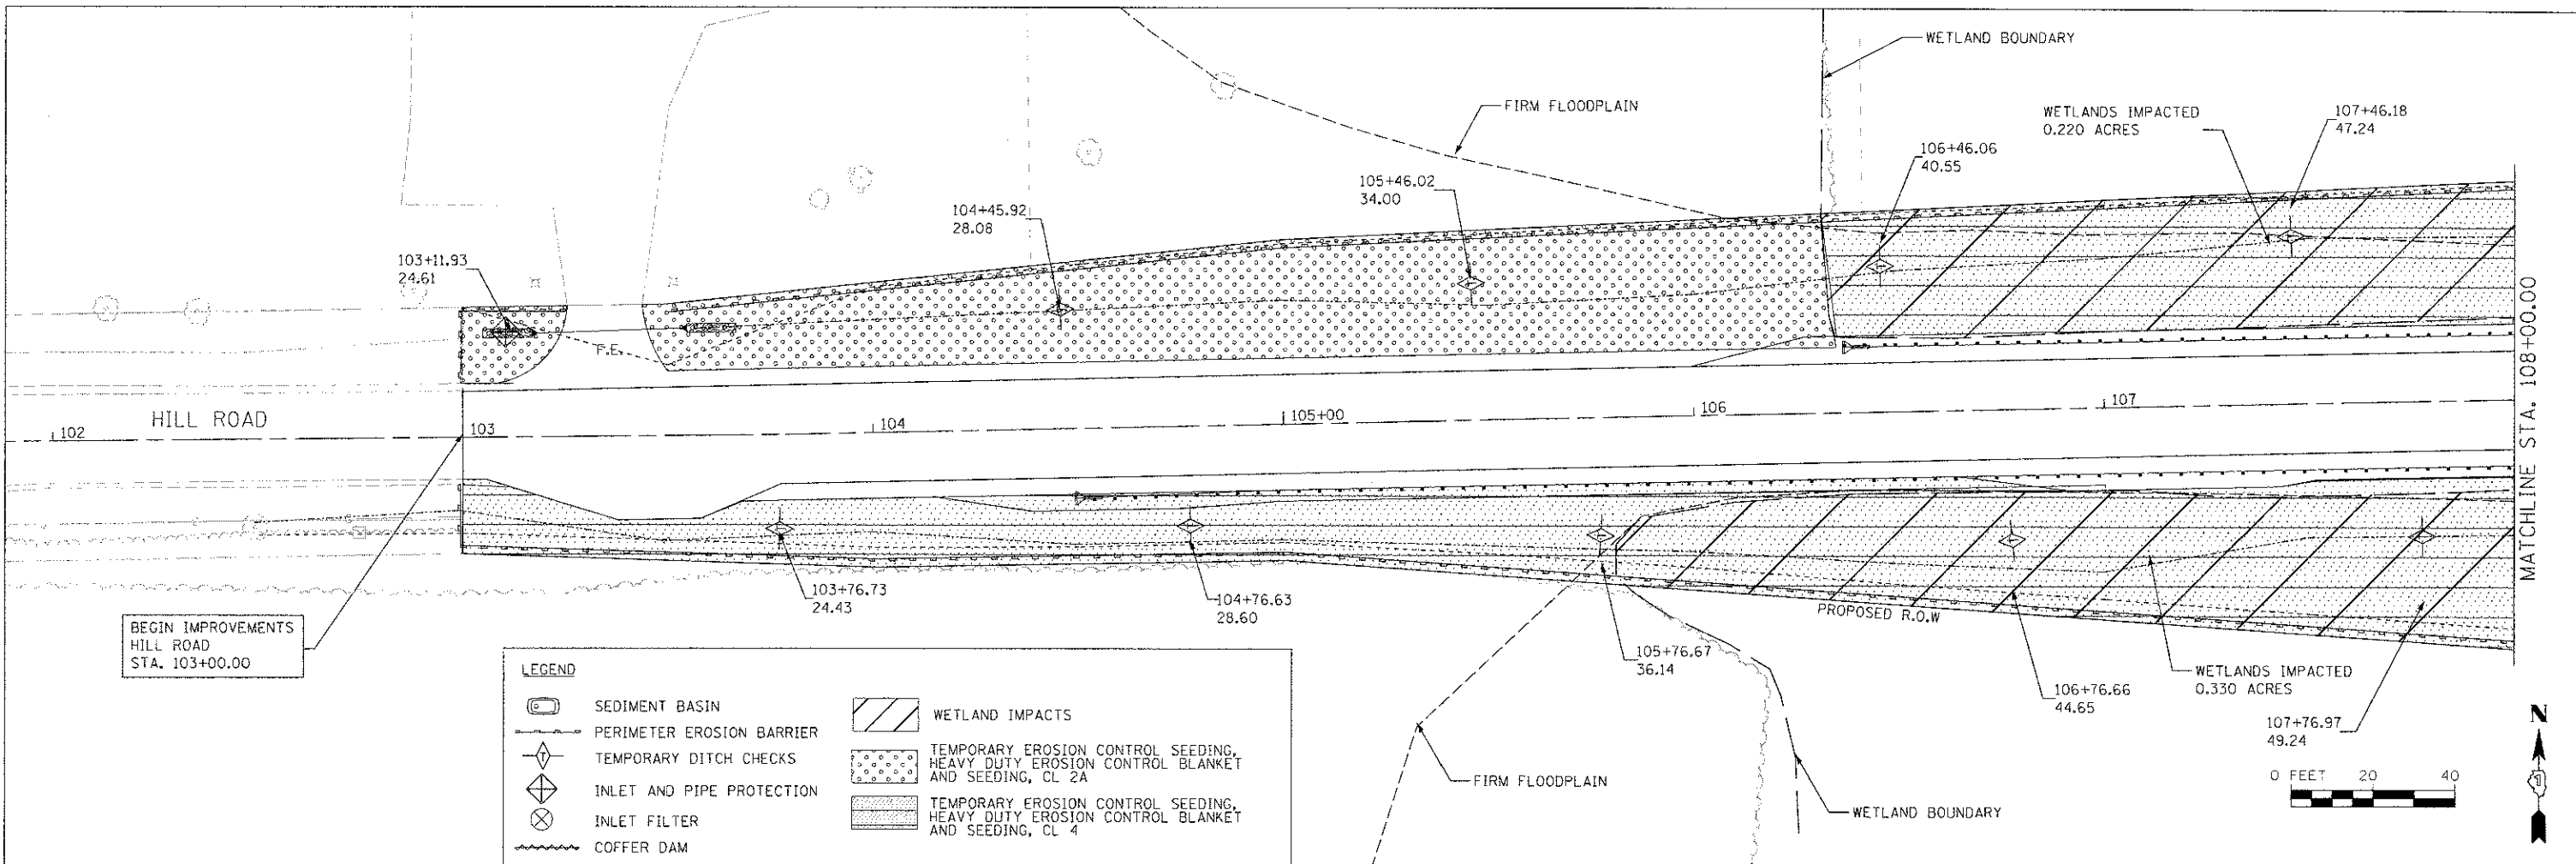 WETLAND BOUNDARY
FIRM FLOODPLAIN
WETLANDS IMPACTED
0.220 ACRES
107+46.18
47.24
106+46.06
40.55
105+46.02
34.00
104+45.92
28.08
103+11.93
24.61
F.E.
HILL ROAD
102
103
104
105+00
106
107
MATCHLINE STA. 108+00.00
103+76.73
24.43
104+76.63
28.60
105+76.67
36.14
PROPOSED R.O.W
106+76.66
44.65
WETLANDS IMPACTED
0.330 ACRES
107+76.97
49.24
BEGIN IMPROVEMENTS
HILL ROAD
STA. 103+00.00
FIRM FLOODPLAIN
WETLAND BOUNDARY
LEGEND
SEDIMENT BASIN
PERIMETER EROSION BARRIER
T
TEMPORARY DITCH CHECKS
INLET AND PIPE PROTECTION
INLET FILTER
COFFER DAM
WETLAND IMPACTS
TEMPORARY EROSION CONTROL SEEDING,
HEAVY DUTY EROSION CONTROL BLANKET
AND SEEDING, CL 2A
TEMPORARY EROSION CONTROL SEEDING,
HEAVY DUTY EROSION CONTROL BLANKET
AND SEEDING, CL 4
0 FEET 20 40
N